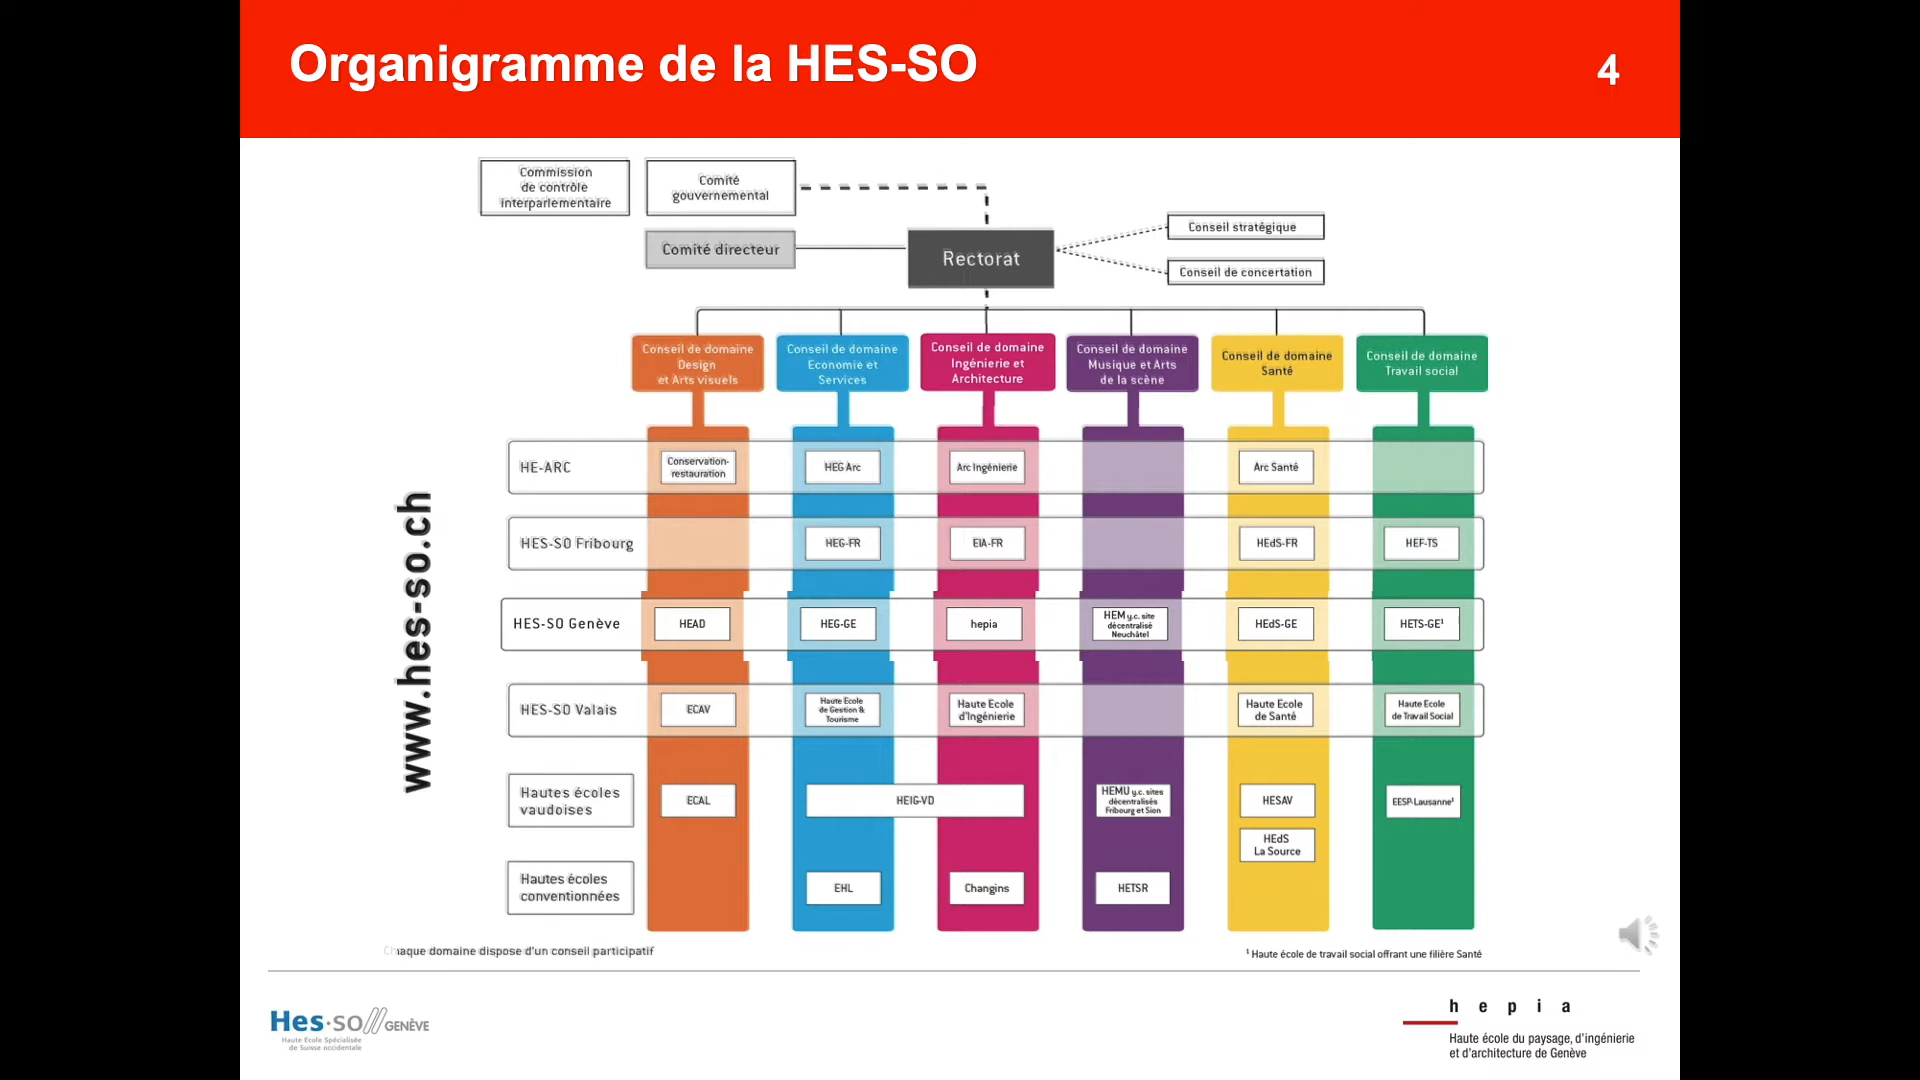 Organigramme de la HES-SO
4
Commission
de contrôle
interparlementaire
Comité
gouvernemental
Comité directeur
Rectorat
Conseil stratégique
Conseil de concertation
Conseil de domaine
Design
et Arts visuels
Conseil de domaine
Economie et
Services
Conseil de domaine
Ingénierie et
Architecture
Conseil de domaine
Musique et Arts
de la scène
Conseil de domaine
Santé
Conseil de domaine
Travail social
www.hes-so.ch
HE-ARC
Conservation-
restauration
HEG Arc
Arc Ingénierie
Arc Santé
HES-SO Fribourg
HEG-FR
EIA-FR
HEdS-FR
HEF-TS
HES-SO Genève
HEAD
HEG-GE
hepia
HEM y.c. site
décentralisé
Neuchâtel
HEdS-GE
HETS-GE¹
HES-SO Valais
ECAV
Haute Ecole
de Gestion &
Tourisme
Haute Ecole
d'Ingénierie
Haute Ecole
de Santé
Haute Ecole
de Travail Social
Hautes écoles
vaudoises
ECAL
HEIG-VD
HEMU y.c. sites
décentralisés
Fribourg et Sion
HESAV
EESP-Lausanne¹
HEdS
La Source
Hautes écoles
conventionnées
EHL
Changins
HETSR
Chaque domaine dispose d'un conseil participatif
¹ Haute école de travail social offrant une filière Santé
Hes·so GENÈVE
Haute Ecole Spécialisée
de Suisse occidentale
h e p i a
Haute école du paysage, d'ingénierie
et d'architecture de Genève